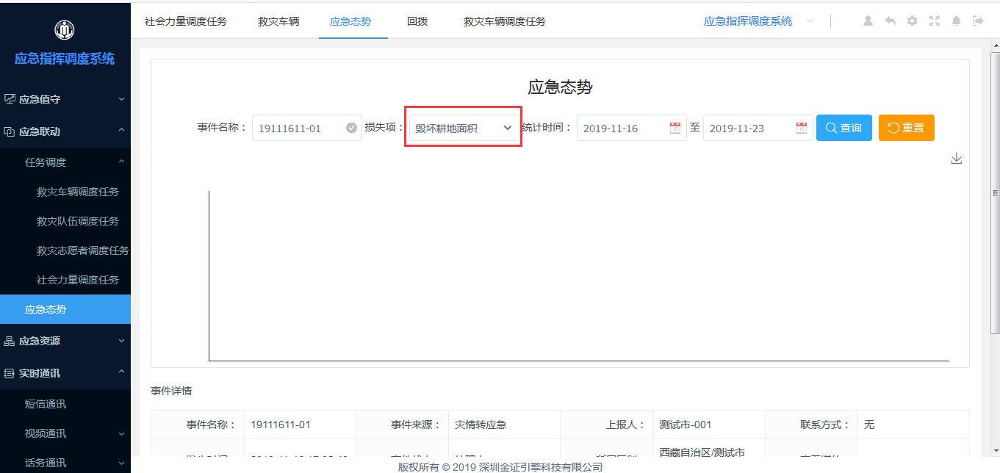 应急指挥调度系统
应急值守
应急联动
任务调度
救灾车辆调度任务
救灾队伍调度任务
救灾志愿者调度任务
社会力量调度任务
应急态势
应急资源
实时通讯
短信通讯
视频通讯
话务通讯
社会力量调度任务 救灾车辆 应急态势 回拨 救灾车辆调度任务 应急指挥调度系统
应急态势
事件名称： 19111611-01 损失项： 毁坏耕地面积 统计时间： 2019-11-16 至 2019-11-23 查询 重置
事件详情
事件名称： 19111611-01 事件来源： 灾情转应急 上报人： 测试市-001 联系方式： 无
西藏自治区/测试市
版权所有 © 2019 深圳金证引擎科技有限公司